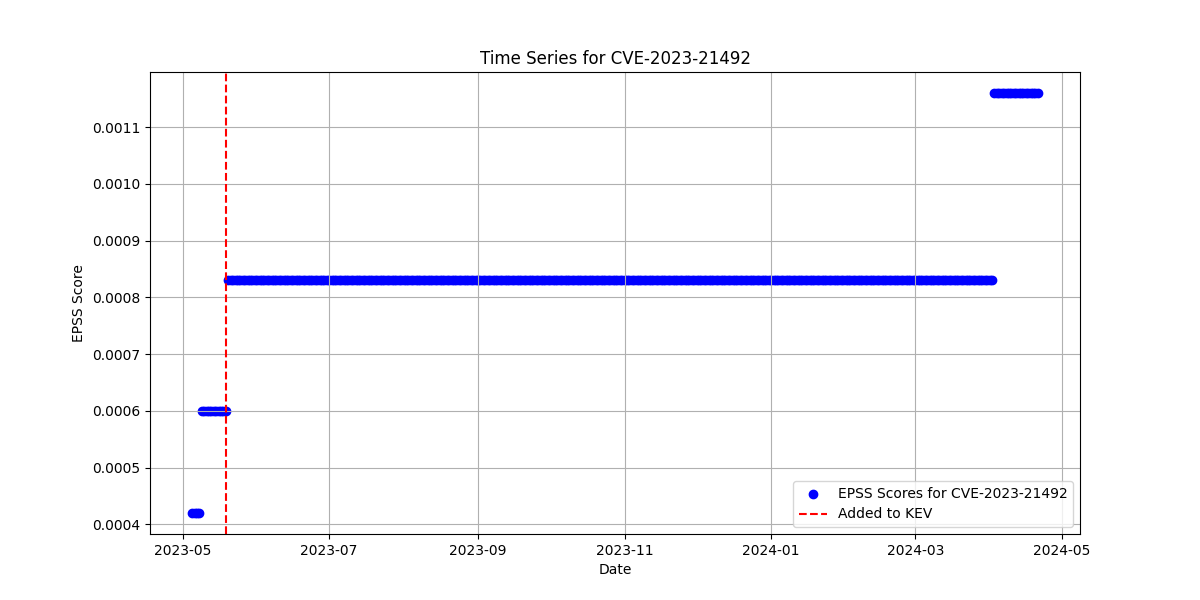 Time Series for CVE-2023-21492
EPSS Score
0.0011
0.0010
0.0009
0.0008
0.0007
0.0006
0.0005
0.0004
EPSS Scores for CVE-2023-21492
Added to KEV
2023-05 2023-07 2023-09 2023-11 2024-01 2024-03 2024-05
Date